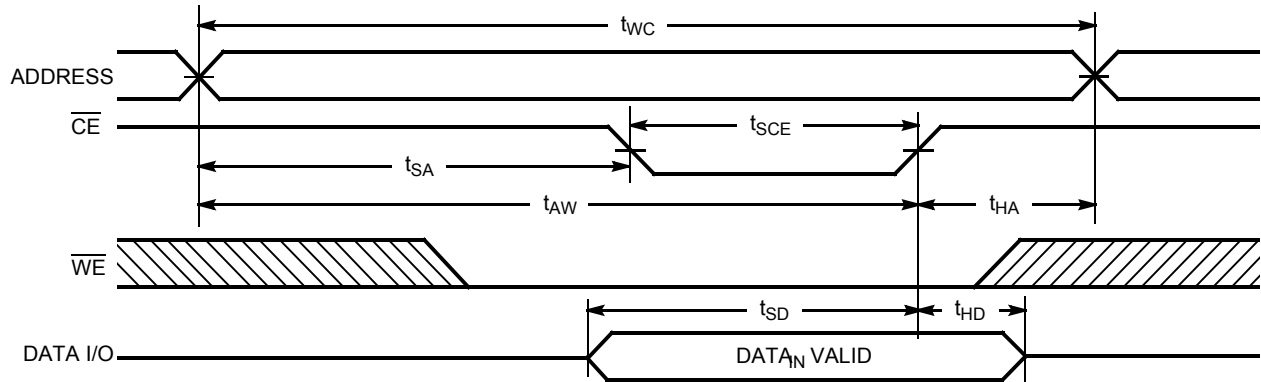 tWC
ADDRESS
CE
tSCE
tSA
tAW
tHA
WE
tSD
tHD
DATA I/O
DATAIN VALID